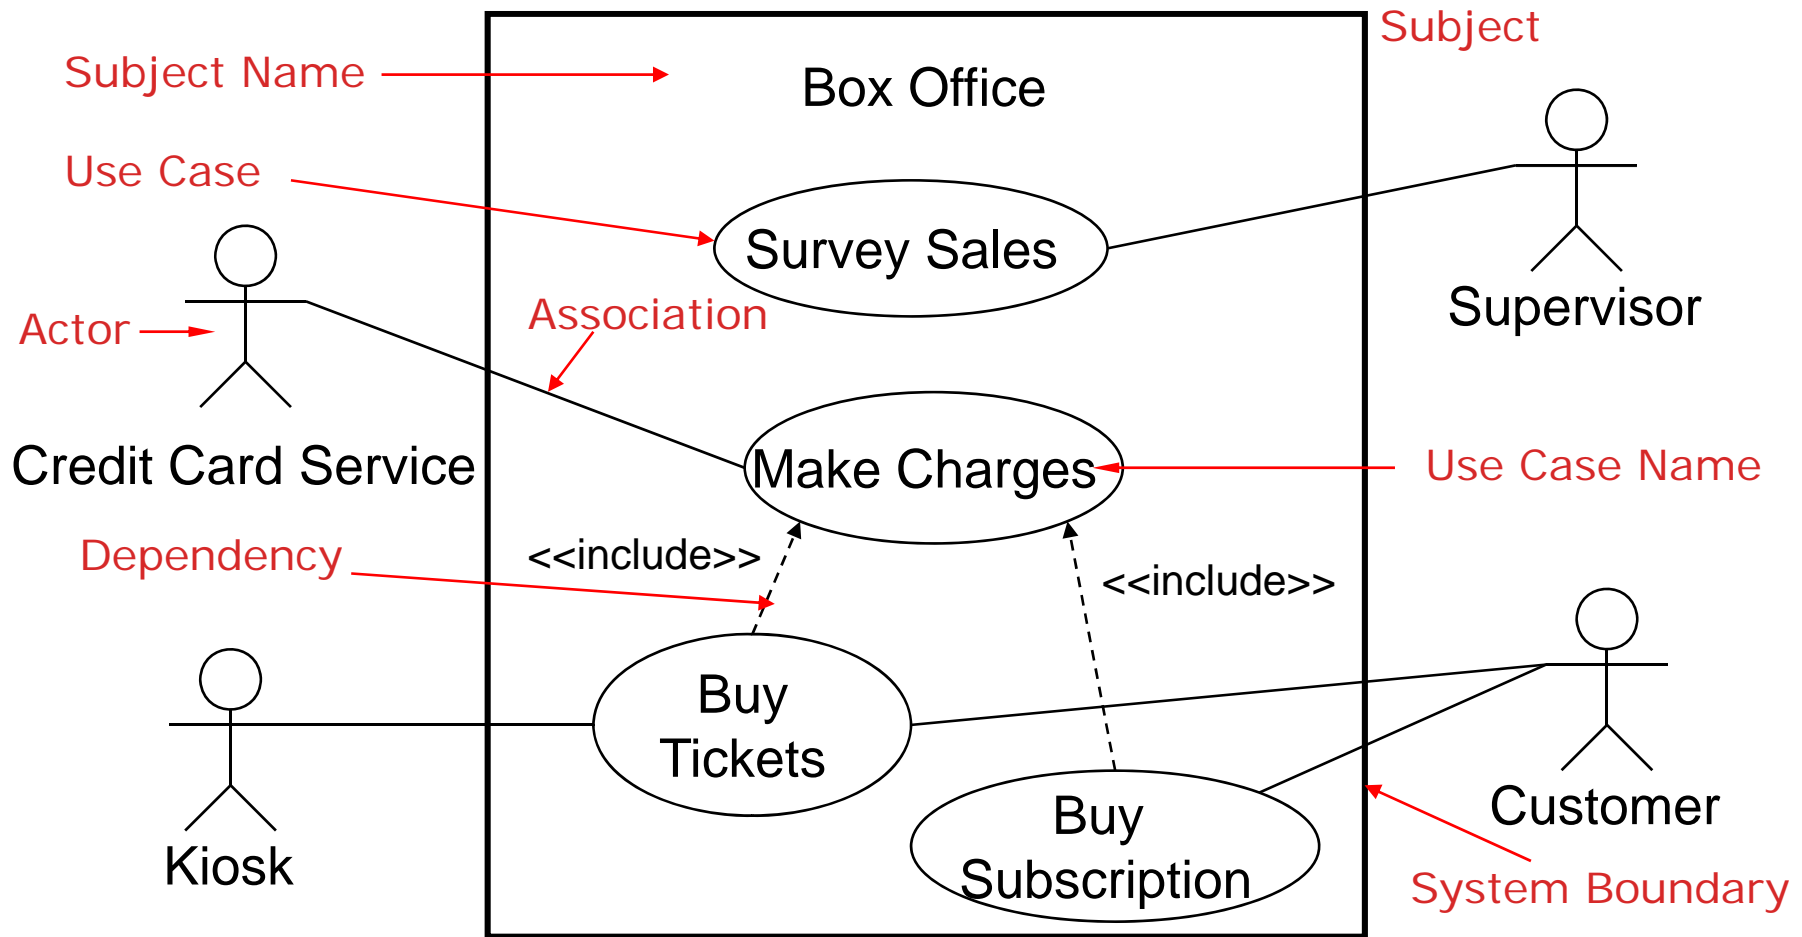 Subject
Subject Name
Box Office
Use Case
Survey Sales
Supervisor
Association
Actor
Credit Card Service
Make Charges
Use Case Name
Dependency
<<include>>
<<include>>
Buy
Tickets
Customer
Buy
Subscription
Kiosk
System Boundary